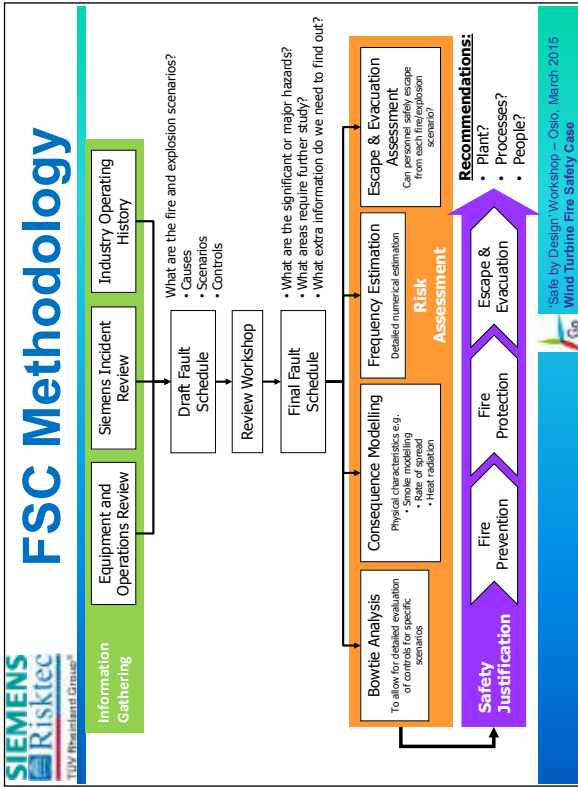 SIEMENS
Risktec
TÜV Rheinland Group
FSC Methodology
Information
Gathering
Equipment and
Operations Review
Siemens Incident
Review
Industry Operating
History
Draft Fault
Schedule
What are the fire and explosion scenarios?
• Causes
• Scenarios
• Controls
Review Workshop
Final Fault
Schedule
• What are the significant or major hazards?
• What areas require further study?
• What extra information do we need to find out?
Bowtie Analysis
To allow for detailed evaluation
of controls for specific
scenarios
Consequence Modelling
Physical characteristics e.g.
• Smoke modelling
• Rate of spread
• Heat radiation
Frequency Estimation
Detailed numerical estimation
Escape & Evacuation
Assessment
Can personnel safely escape
from each fire/explosion
scenario?
Risk
Assessment
Safety
Justification
Fire
Prevention
Fire
Protection
Escape &
Evacuation
Recommendations:
• Plant?
• Processes?
• People?
'Safe by Design' Workshop – Oslo, March 2015
Wind Turbine Fire Safety Case